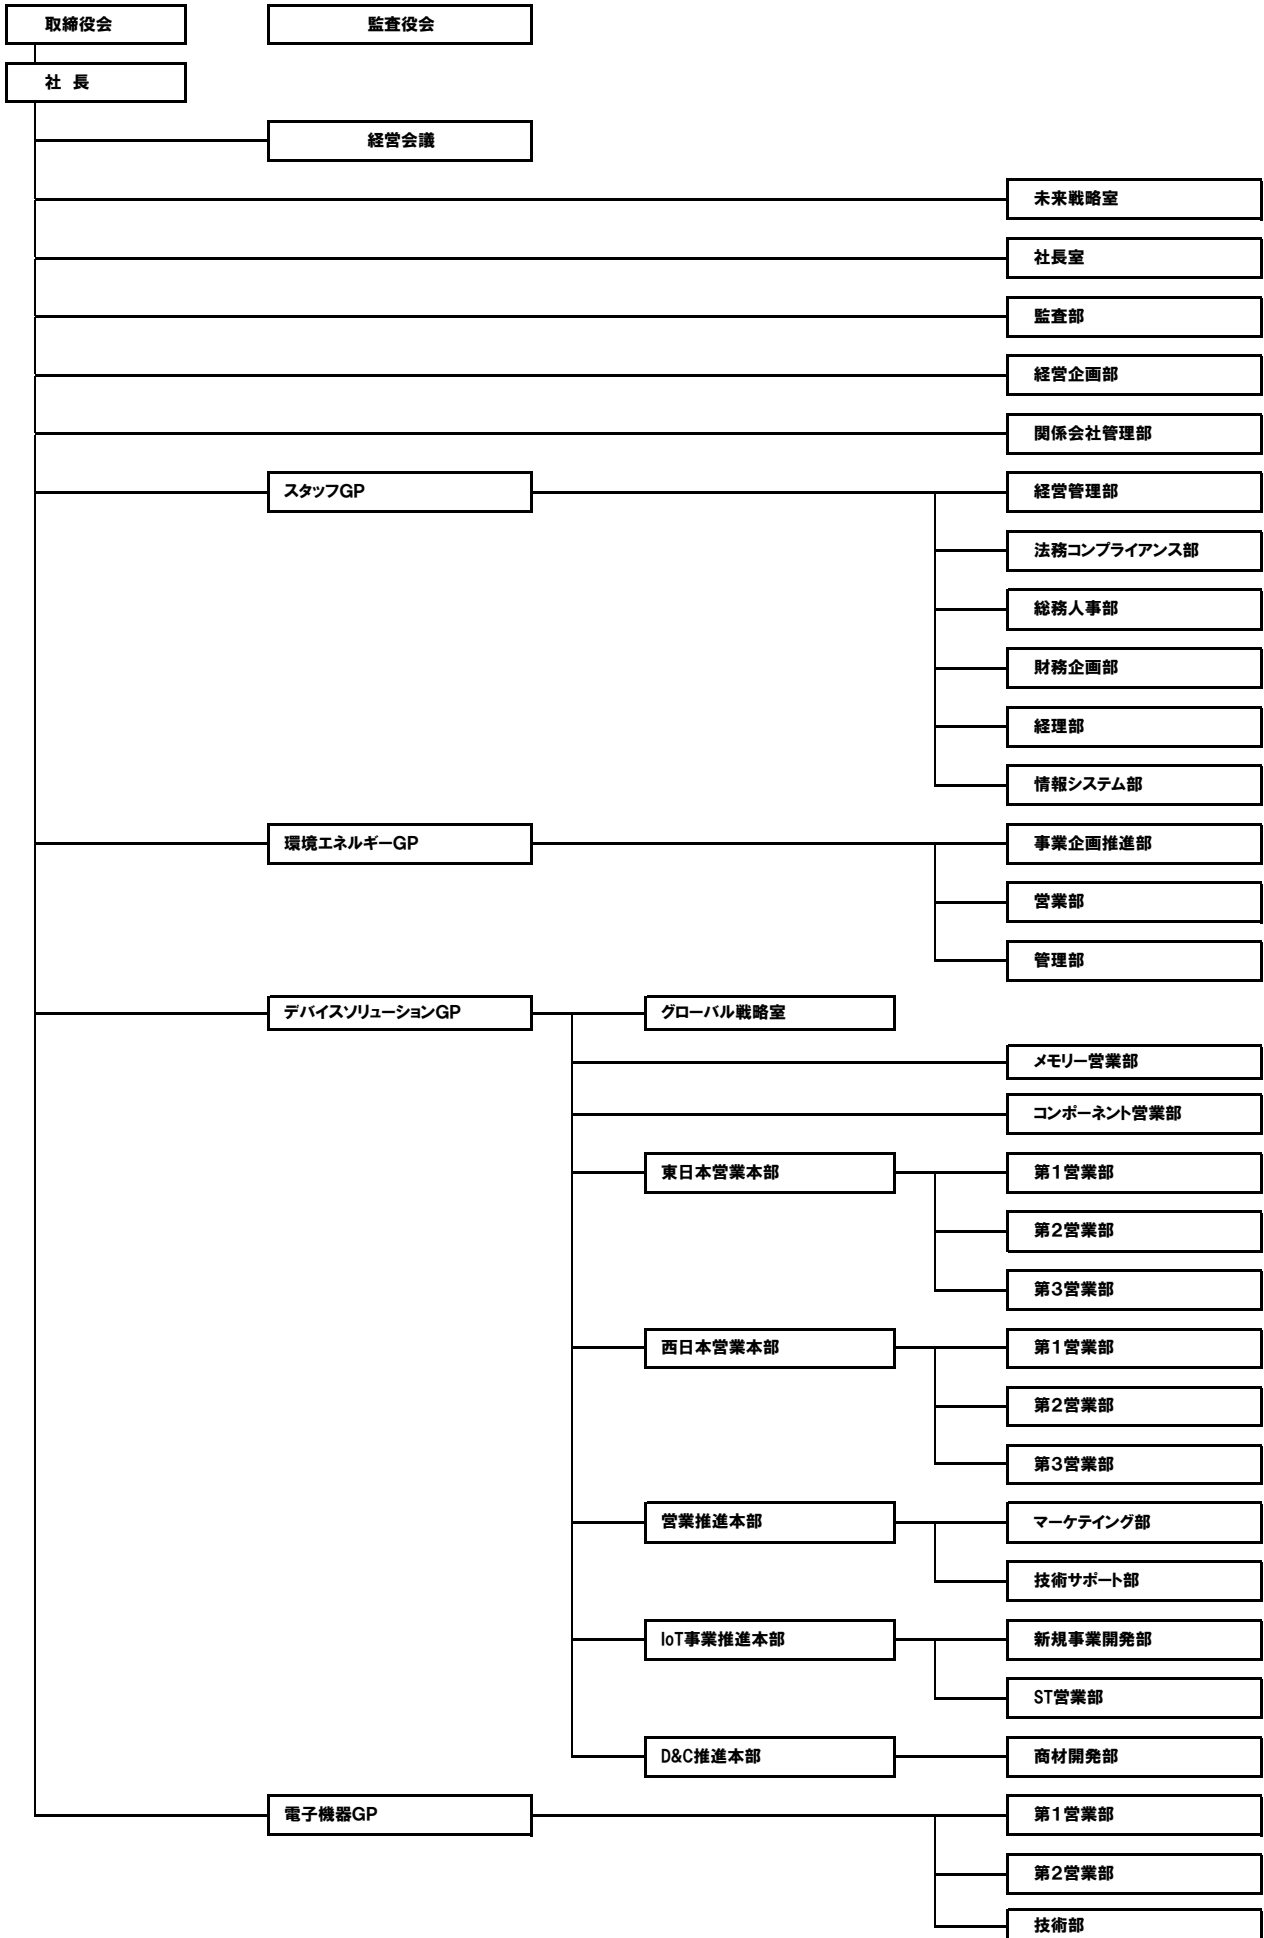 取締役会
監査役会
社 長
経営会議
未来戦略室
社長室
監査部
経営企画部
関係会社管理部
スタッフGP
経営管理部
法務コンプライアンス部
総務人事部
財務企画部
経理部
情報システム部
環境エネルギーGP
事業企画推進部
営業部
管理部
デバイスソリューションGP
グローバル戦略室
メモリー営業部
コンポーネント営業部
東日本営業本部
第1営業部
第2営業部
第3営業部
西日本営業本部
第1営業部
第2営業部
第3営業部
営業推進本部
マーケテイング部
技術サポート部
IoT事業推進本部
新規事業開発部
ST営業部
D&C推進本部
商材開発部
電子機器GP
第1営業部
第2営業部
技術部